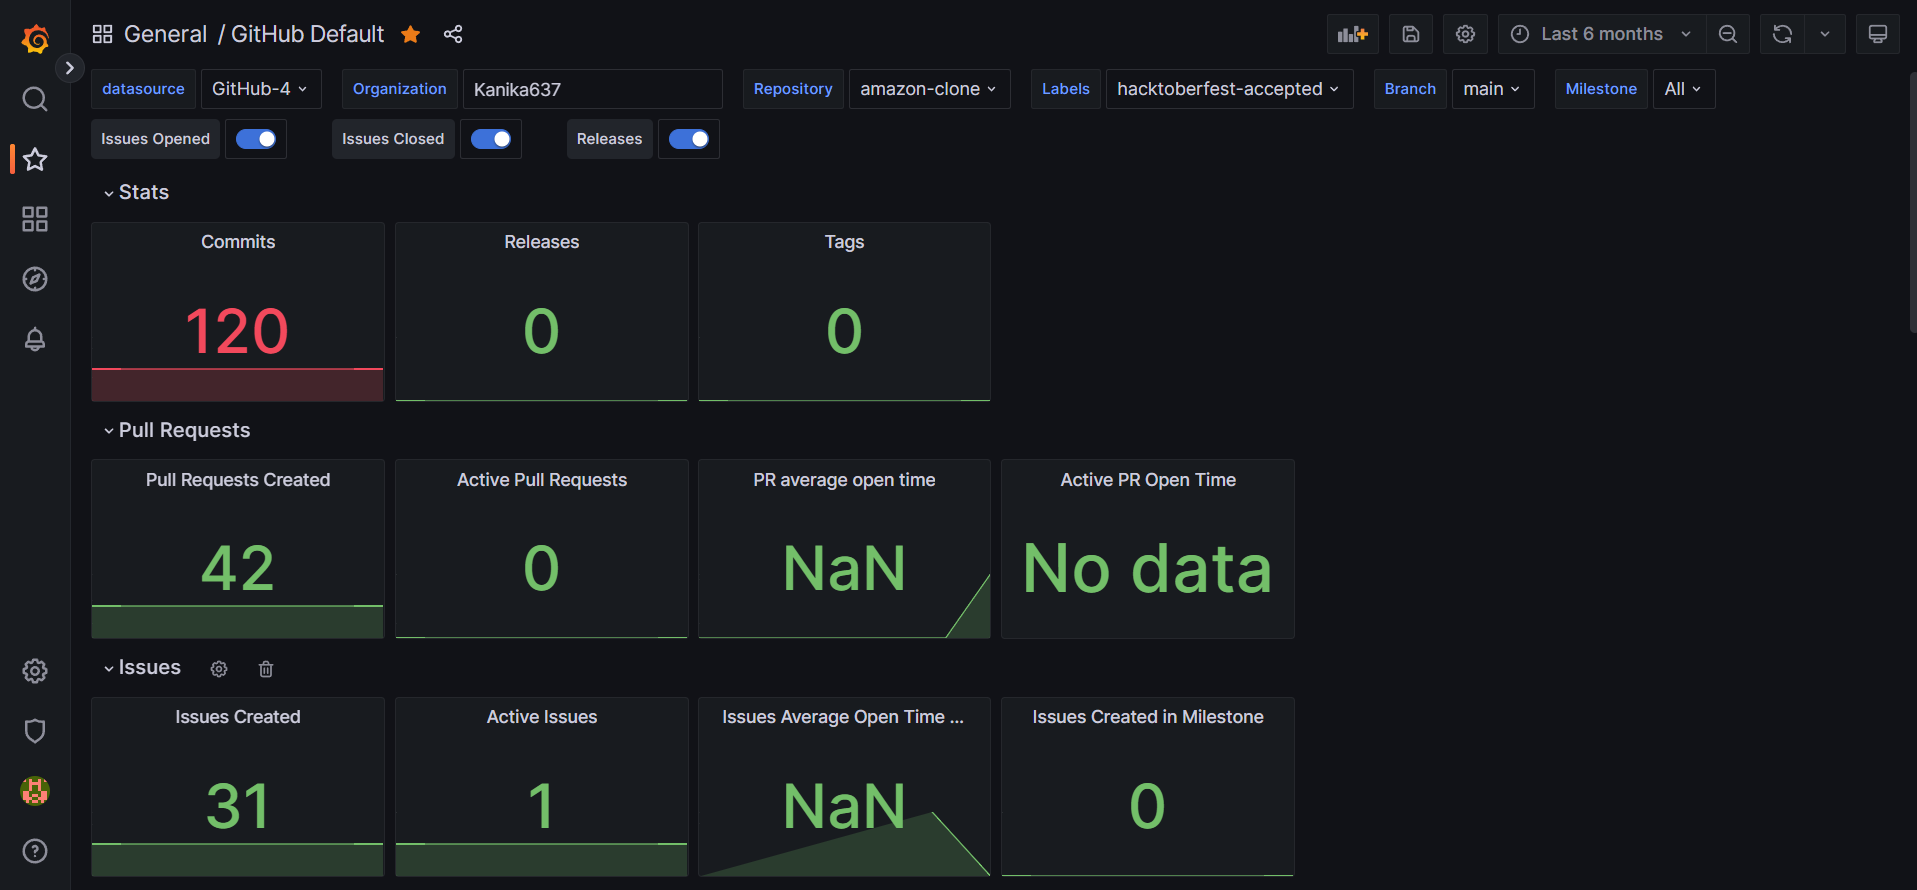 General / GitHub Default
Last 6 months
datasource GitHub-4 Organization Kanika637 Repository amazon-clone Labels hacktoberfest-accepted Branch main Milestone All
Issues Opened Issues Closed Releases
Stats
Commits
120
Releases
0
Tags
0
Pull Requests
Pull Requests Created
42
Active Pull Requests
0
PR average open time
NaN
Active PR Open Time
No data
Issues
Issues Created
31
Active Issues
1
Issues Average Open Time ...
NaN
Issues Created in Milestone
0